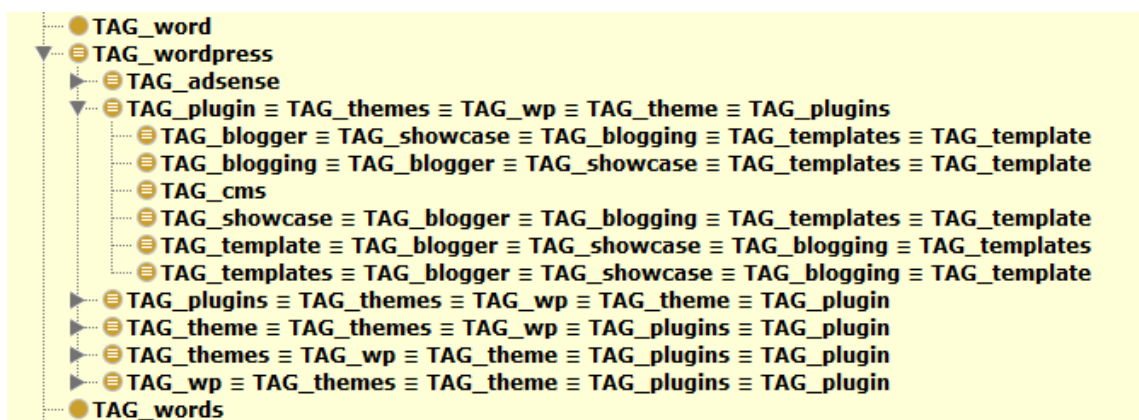 TAG_word
TAG_wordpress
TAG_adsense
TAG_plugin ≡ TAG_themes ≡ TAG_wp ≡ TAG_theme ≡ TAG_plugins
TAG_blogger ≡ TAG_showcase ≡ TAG_blogging ≡ TAG_templates ≡ TAG_template
TAG_blogging ≡ TAG_blogger ≡ TAG_showcase ≡ TAG_templates ≡ TAG_template
TAG_cms
TAG_showcase ≡ TAG_blogger ≡ TAG_blogging ≡ TAG_templates ≡ TAG_template
TAG_template ≡ TAG_blogger ≡ TAG_showcase ≡ TAG_blogging ≡ TAG_templates
TAG_templates ≡ TAG_blogger ≡ TAG_showcase ≡ TAG_blogging ≡ TAG_template
TAG_plugins ≡ TAG_themes ≡ TAG_wp ≡ TAG_theme ≡ TAG_plugin
TAG_theme ≡ TAG_themes ≡ TAG_wp ≡ TAG_plugins ≡ TAG_plugin
TAG_themes ≡ TAG_wp ≡ TAG_theme ≡ TAG_plugins ≡ TAG_plugin
TAG_wp ≡ TAG_themes ≡ TAG_theme ≡ TAG_plugins ≡ TAG_plugin
TAG_words